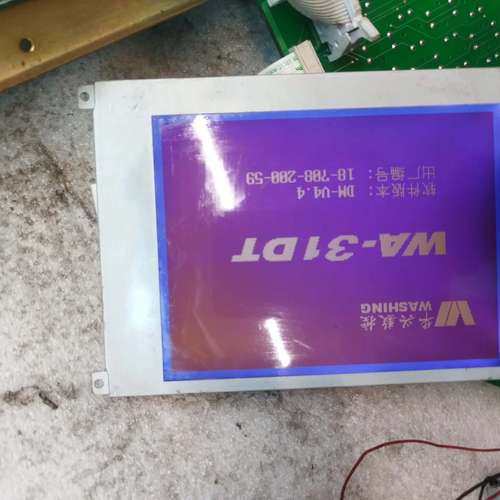 华兴数控
WASHING
WA-31DT
软件版本: DM-V4.4
出厂编号: 18-708-200-59